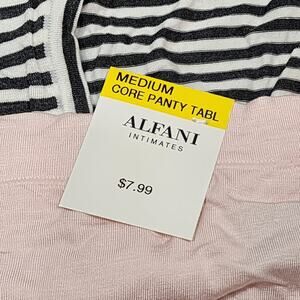 MEDIUM
CORE PANTY TABL
ALFANI
INTIMATES
$7.99